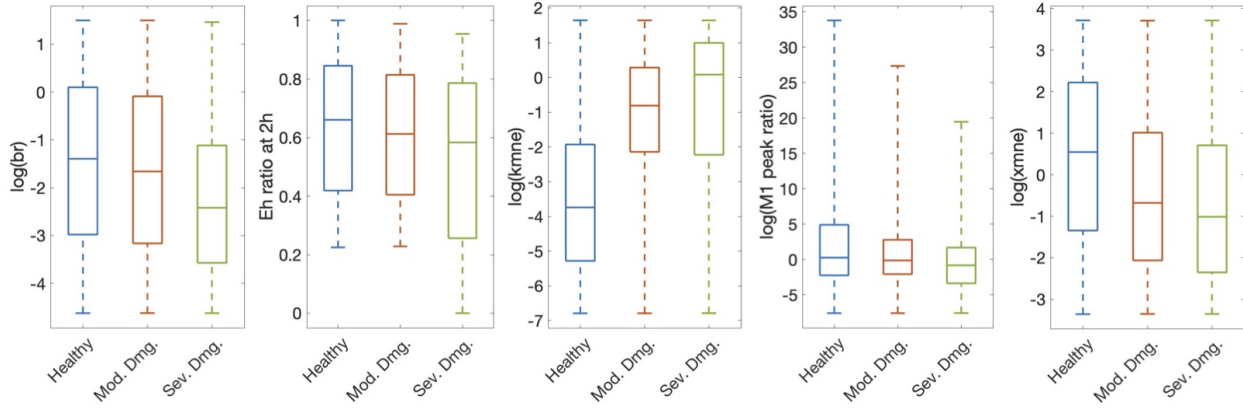 log(br)
1
0
-1
-2
-3
-4
Healthy
Mod. Dmg.
Sev. Dmg.
Eh ratio at 2h
1
0.8
0.6
0.4
0.2
0
Healthy
Mod. Dmg.
Sev. Dmg.
log(kmne)
2
1
0
-1
-2
-3
-4
-5
-6
-7
Healthy
Mod. Dmg.
Sev. Dmg.
log(M1 peak ratio)
35
30
25
20
15
10
5
0
-5
Healthy
Mod. Dmg.
Sev. Dmg.
log(xmne)
4
3
2
1
0
-1
-2
-3
Healthy
Mod. Dmg.
Sev. Dmg.